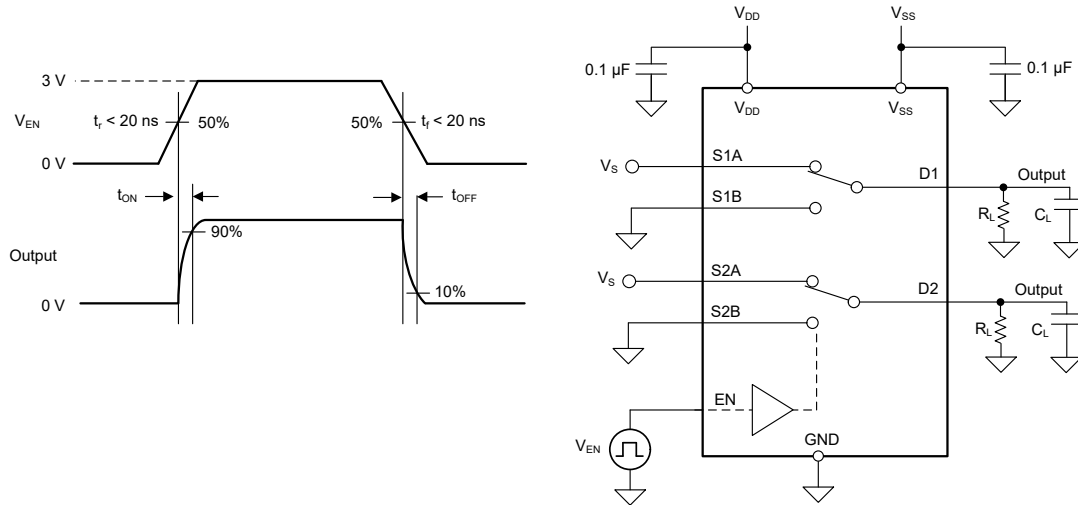 3 V
V_EN
t_r < 20 ns
50%
50%
t_f < 20 ns
0 V
t_ON
t_OFF
90%
Output
10%
0 V
V_DD
V_SS
0.1 µF
0.1 µF
V_DD
V_SS
V_S
S1A
D1
Output
S1B
R_L
C_L
V_S
S2A
D2
Output
S2B
R_L
C_L
EN
V_EN
GND